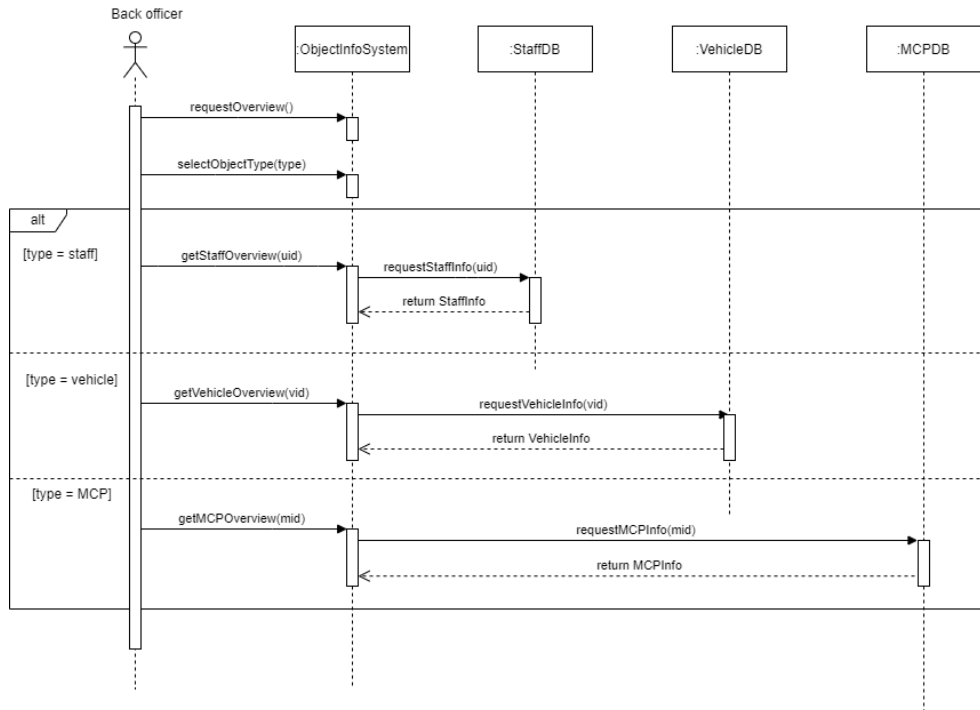 Back officer
:ObjectInfoSystem
:StaffDB
:VehicleDB
:MCPDB
requestOverview()
selectObjectType(type)
alt
[type = staff]
getStaffOverview(uid)
requestStaffInfo(uid)
return StaffInfo
[type = vehicle]
getVehicleOverview(vid)
requestVehicleInfo(vid)
return VehicleInfo
[type = MCP]
getMCPOverview(mid)
requestMCPInfo(mid)
return MCPInfo